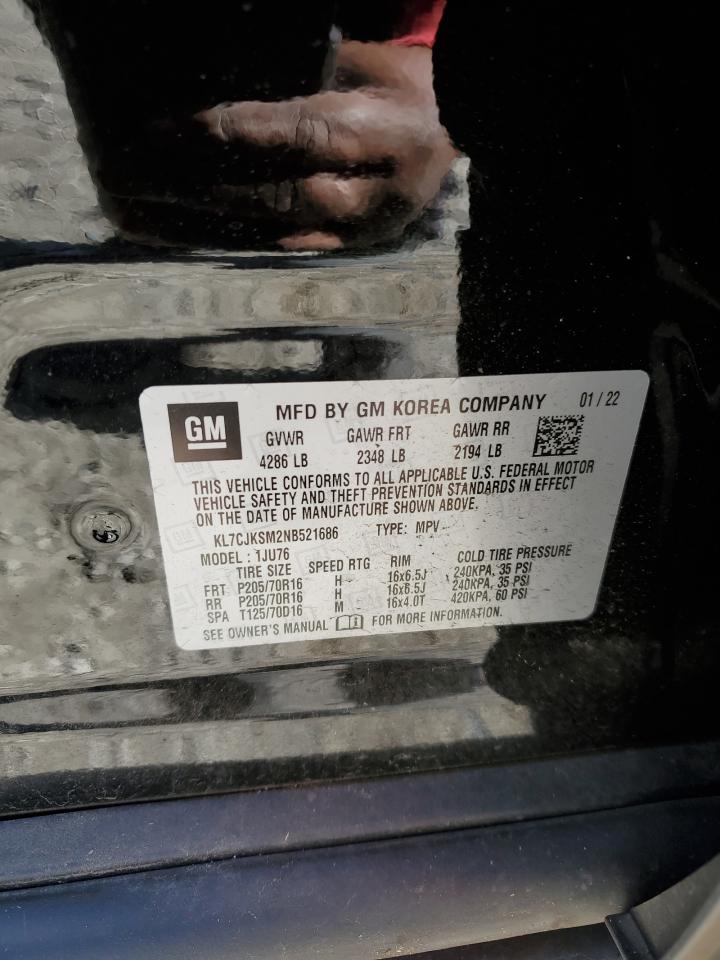 GM
MFD BY GM KOREA COMPANY 01 / 22
GVWR GAWR FRT GAWR RR
4286 LB 2348 LB 2194 LB
THIS VEHICLE CONFORMS TO ALL APPLICABLE U.S. FEDERAL MOTOR
VEHICLE SAFETY AND THEFT PREVENTION STANDARDS IN EFFECT
ON THE DATE OF MANUFACTURE SHOWN ABOVE.
KL7CJKSM2NB521686 TYPE: MPV
MODEL : TJU76
TIRE SIZE SPEED RTG RIM COLD TIRE PRESSURE
FRT P205/70R16 H 16x6.5J 240KPA, 35 PSI
RR P205/70R16 H 16x6.5J 240KPA, 35 PSI
SPA T125/70D16 M 16x4.0T 420KPA, 60 PSI
SEE OWNER'S MANUAL FOR MORE INFORMATION.